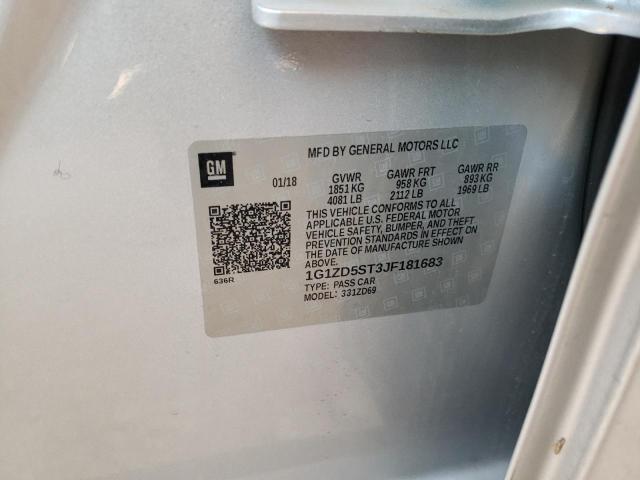 MFD BY GENERAL MOTORS LLC
GM
01/18
GVWR GAWR FRT GAWR RR
1851 KG 958 KG 893 KG
4081 LB 2112 LB 1969 LB
THIS VEHICLE CONFORMS TO ALL
APPLICABLE U.S. FEDERAL MOTOR
VEHICLE SAFETY, BUMPER, AND THEFT
PREVENTION STANDARDS IN EFFECT ON
THE DATE OF MANUFACTURE SHOWN
ABOVE.
636R
1G1ZD5ST3JF181683
TYPE: PASS CAR
MODEL: 331ZD69